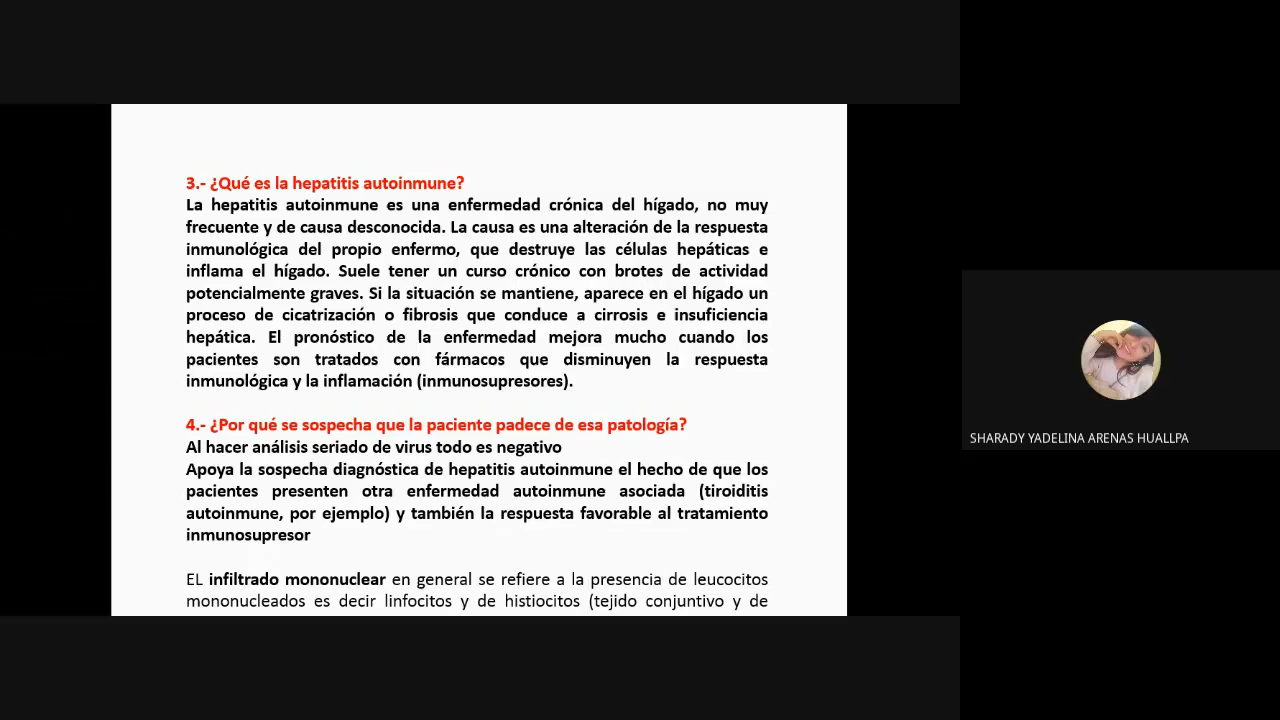 3.- ¿Qué es la hepatitis autoinmune?
La hepatitis autoinmune es una enfermedad crónica del hígado, no muy
frecuente y de causa desconocida. La causa es una alteración de la respuesta
inmunológica del propio enfermo, que destruye las células hepáticas e
inflama el hígado. Suele tener un curso crónico con brotes de actividad
potencialmente graves. Si la situación se mantiene, aparece en el hígado un
proceso de cicatrización o fibrosis que conduce a cirrosis e insuficiencia
hepática. El pronóstico de la enfermedad mejora mucho cuando los
pacientes son tratados con fármacos que disminuyen la respuesta
inmunológica y la inflamación (inmunosupresores).
4.- ¿Por qué se sospecha que la paciente padece de esa patología?
Al hacer análisis seriado de virus todo es negativo
Apoya la sospecha diagnóstica de hepatitis autoinmune el hecho de que los
pacientes presenten otra enfermedad autoinmune asociada (tiroiditis
autoinmune, por ejemplo) y también la respuesta favorable al tratamiento
inmunosupresor
EL infiltrado mononuclear en general se refiere a la presencia de leucocitos
mononucleados es decir linfocitos y de histiocitos (tejido conjuntivo y de
SHARADY YADELINA ARENAS HUALLPA